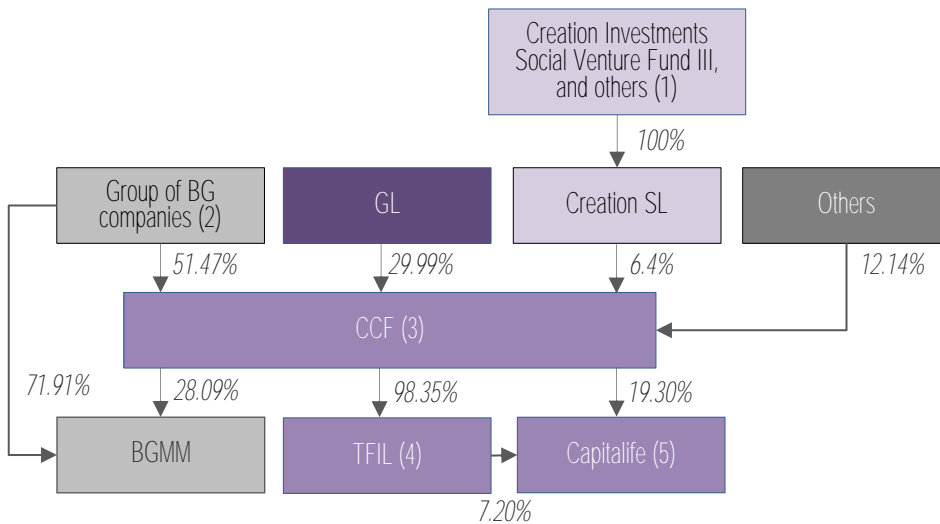 Creation Investments
Social Venture Fund III,
and others (1)
100%
Group of BG
companies (2)
GL
Creation SL
Others
51.47%
29.99%
6.4%
12.14%
CCF (3)
71.91%
28.09%
98.35%
19.30%
BGMM
TFIL (4)
Capitalife (5)
7.20%